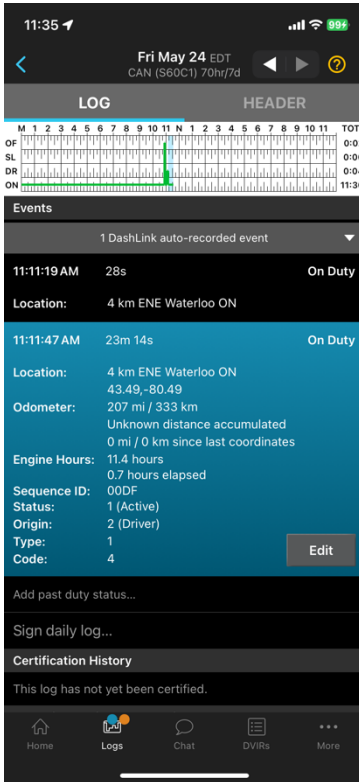 11:35
99+
Fri May 24 EDT
CAN (S60C1) 70hr/7d
LOG HEADER
M 1 2 3 4 5 6 7 8 9 10 11 N 1 2 3 4 5 6 7 8 9 10 11 TOT
OF 0:0
SL 0:0
DR 0:0
ON 11:3
Events
1 DashLink auto-recorded event
11:11:19 AM 28s On Duty
Location: 4 km ENE Waterloo ON
11:11:47 AM 23m 14s On Duty
Location: 4 km ENE Waterloo ON
43.49,-80.49
Odometer: 207 mi / 333 km
Unknown distance accumulated
0 mi / 0 km since last coordinates
Engine Hours: 11.4 hours
0.7 hours elapsed
Sequence ID: 00DF
Status: 1 (Active)
Origin: 2 (Driver)
Type: 1
Code: 4
Edit
Add past duty status...
Sign daily log...
Certification History
This log has not yet been certified.
Home Logs Chat DVIRs More